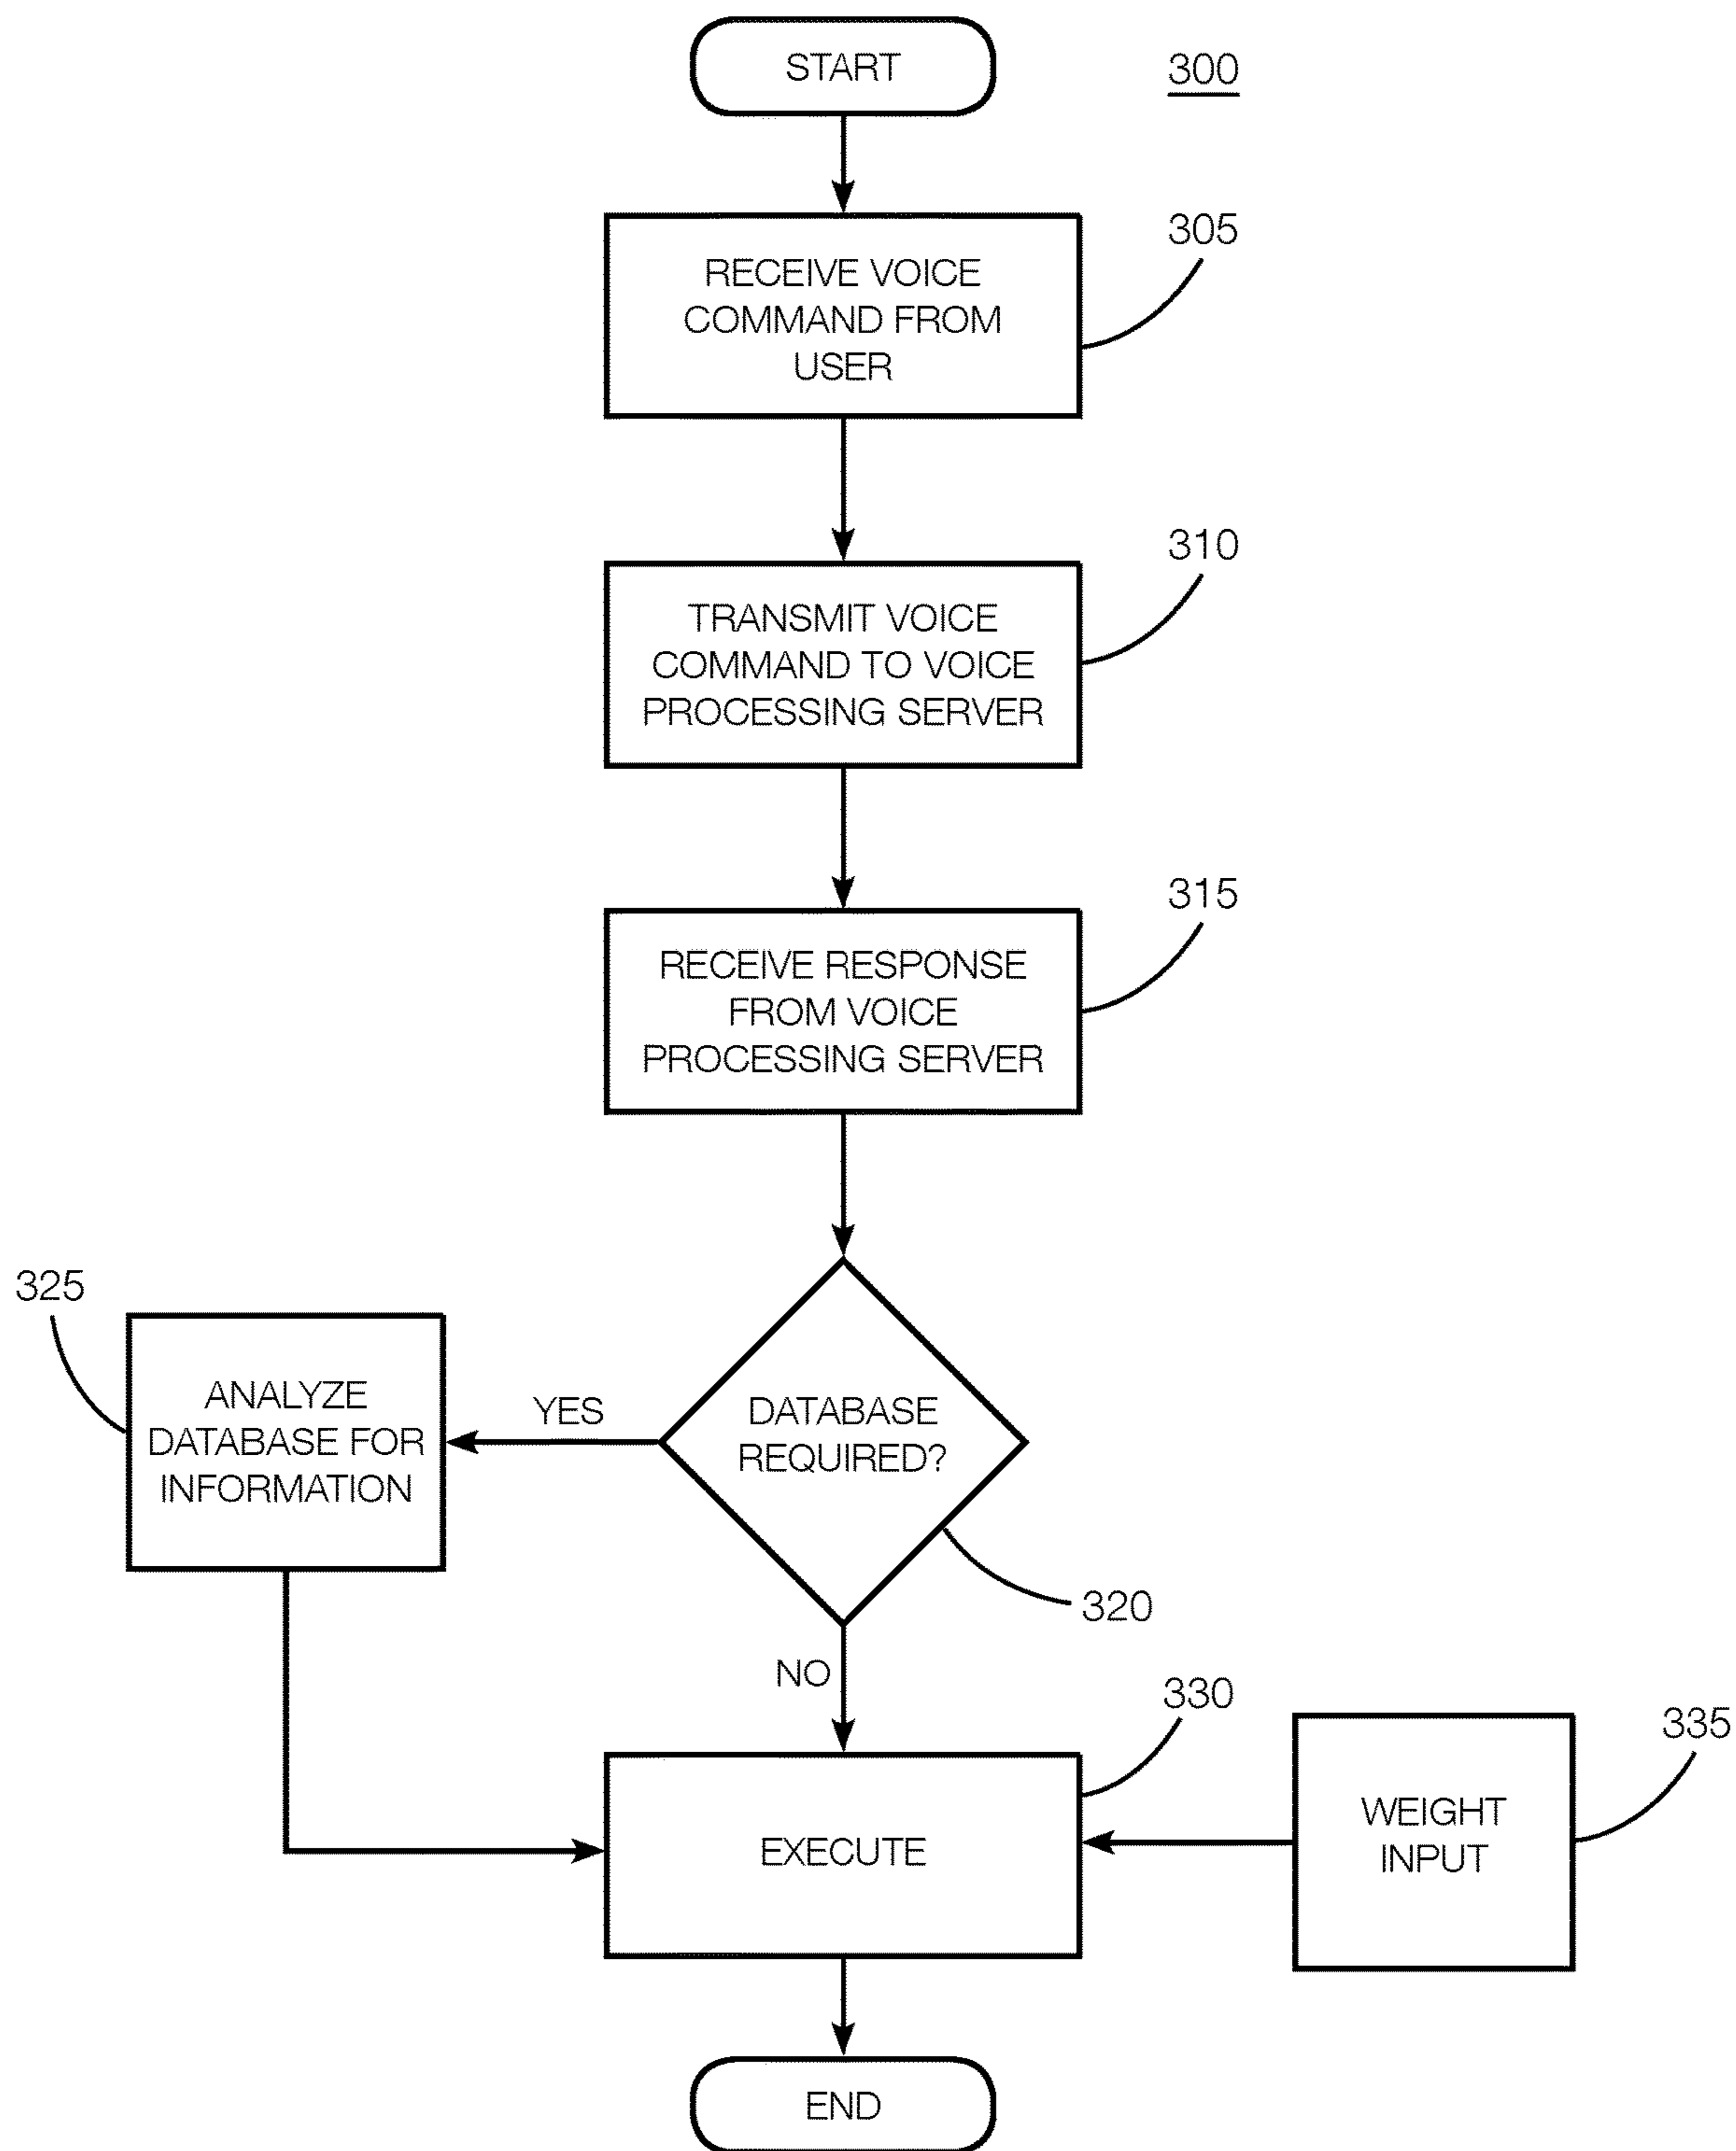 START
300
305
RECEIVE VOICE
COMMAND FROM
USER
310
TRANSMIT VOICE
COMMAND TO VOICE
PROCESSING SERVER
315
RECEIVE RESPONSE
FROM VOICE
PROCESSING SERVER
325
ANALYZE
DATABASE FOR
INFORMATION
YES
DATABASE
REQUIRED?
320
NO
330
335
EXECUTE
WEIGHT
INPUT
END